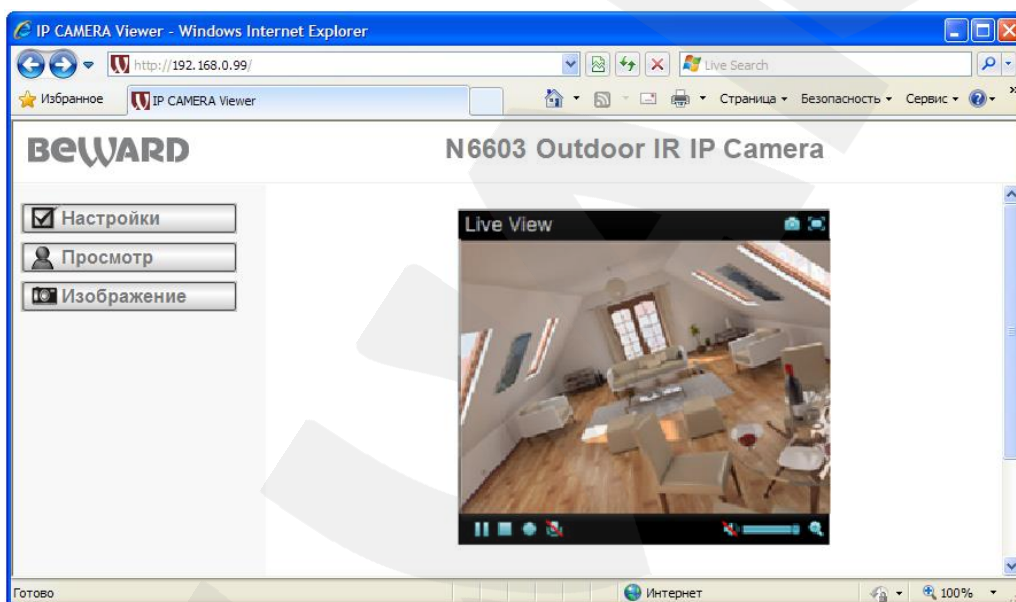 IP CAMERA Viewer - Windows Internet Explorer
http://192.168.0.99/
Live Search
Избранное
IP CAMERA Viewer
Страница
Безопасность
Сервис
BEWARD
N6603 Outdoor IR IP Camera
Настройки
Просмотр
Изображение
Live View
Готово
Интернет
100%